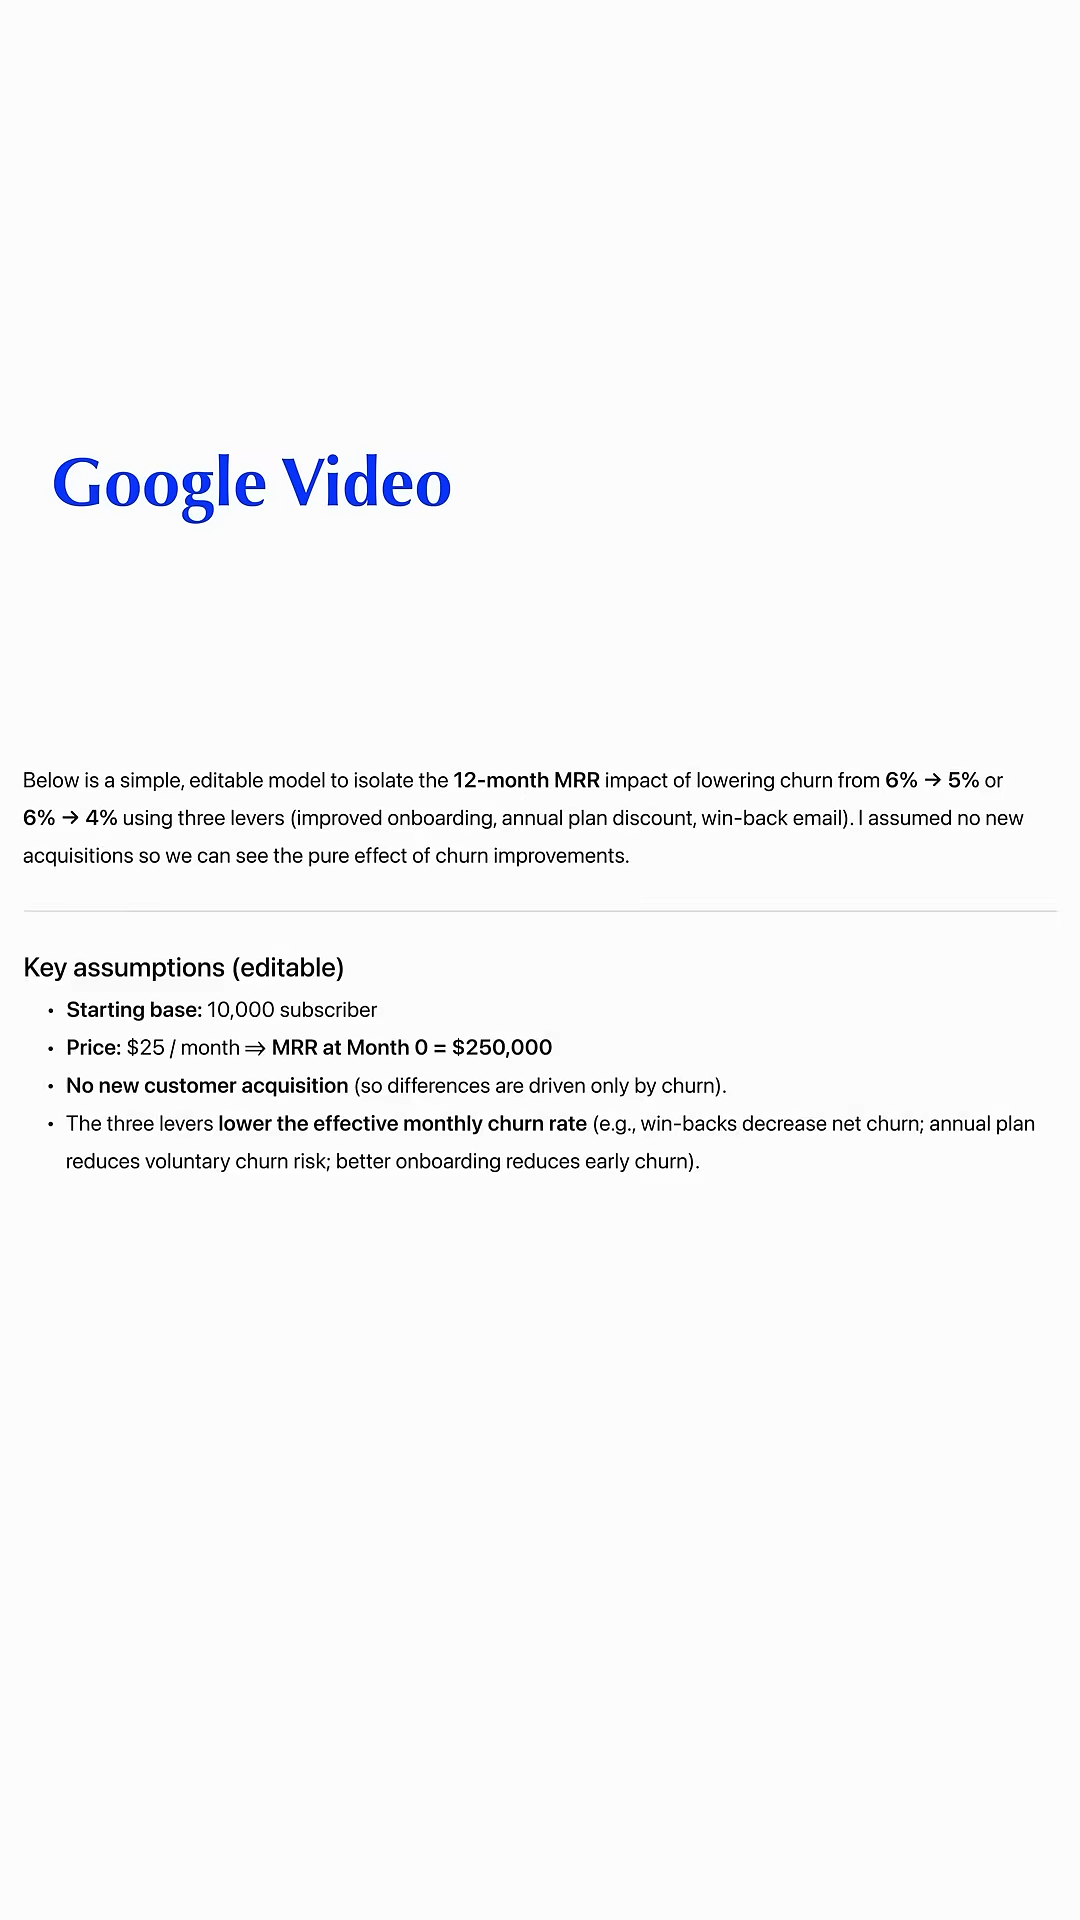 Google Video
Below is a simple, editable model to isolate the 12-month MRR impact of lowering churn from 6% → 5% or
6% → 4% using three levers (improved onboarding, annual plan discount, win-back email). I assumed no new
acquisitions so we can see the pure effect of churn improvements.
Key assumptions (editable)
• Starting base: 10,000 subscriber
• Price: $25 / month ⇒ MRR at Month 0 = $250,000
• No new customer acquisition (so differences are driven only by churn).
• The three levers lower the effective monthly churn rate (e.g., win-backs decrease net churn; annual plan
reduces voluntary churn risk; better onboarding reduces early churn).